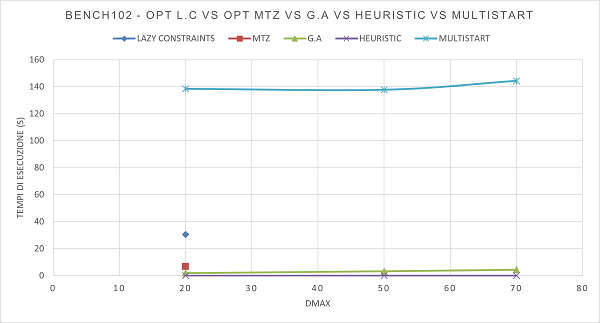 BENCH102 - OPT L.C VS OPT MTZ VS G.A VS HEURISTIC VS MULTISTART
LAZY CONSTRAINTS MTZ G.A HEURISTIC MULTISTART
TEMPI DI ESEUZIONE (S)
160
140
120
100
80
60
40
20
0
0 10 20 30 40 50 60 70 80
DMAX